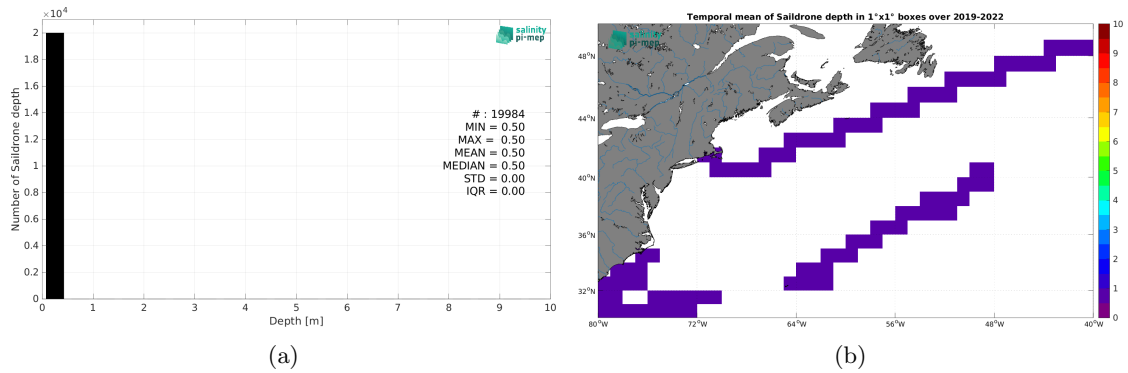 ×10⁴
2
1.8
1.6
1.4
1.2
1
0.8
0.6
0.4
0.2
0
Number of Saildrone depth
salinity
pi-mep
# : 19984
MIN = 0.50
MAX = 0.50
MEAN = 0.50
MEDIAN = 0.50
STD = 0.00
IQR = 0.00
0 1 2 3 4 5 6 7 8 9 10
Depth [m]
(a)
Temporal mean of Saildrone depth in 1°x1° boxes over 2019-2022
salinity
pi-mep
48°N
44°N
40°N
36°N
32°N
80°W 72°W 64°W 56°W 48°W 40°W
10
9
8
7
6
5
4
3
2
1
0
(b)